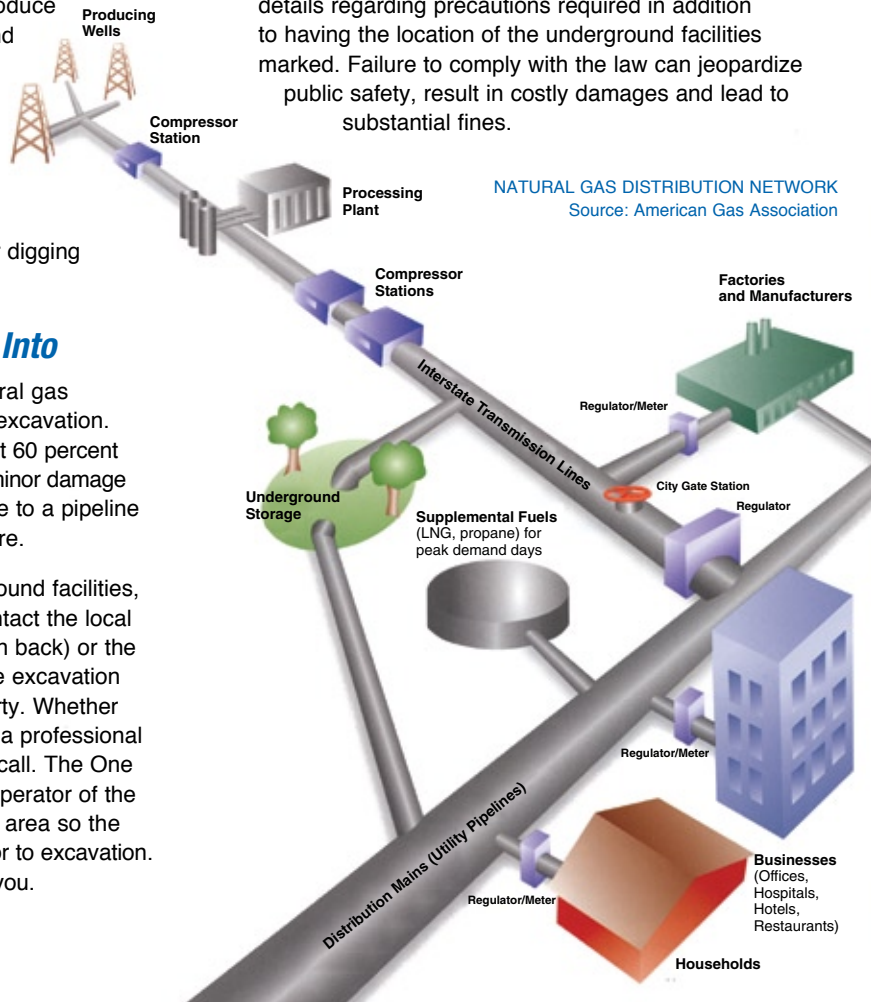 oduce
nd
details regarding precautions required in addition
to having the location of the underground facilities
marked. Failure to comply with the law can jeopardize
public safety, result in costly damages and lead to
substantial fines.
digging
Into
ral gas
excavation.
t 60 percent
minor damage
e to a pipeline
re.
ound facilities,
ntact the local
n back) or the
e excavation
rty. Whether
a professional
call. The One
perator of the
area so the
or to excavation.
you.
NATURAL GAS DISTRIBUTION NETWORK
Source: American Gas Association
Producing
Wells
Compressor
Station
Processing
Plant
Compressor
Stations
Factories
and Manufacturers
Regulator/Meter
Interstate Transmission Lines
City Gate Station
Regulator
Underground
Storage
Supplemental Fuels
(LNG, propane) for
peak demand days
Regulator/Meter
Distribution Mains (Utility Pipelines)
Regulator/Meter
Businesses
(Offices,
Hospitals,
Hotels,
Restaurants)
Households